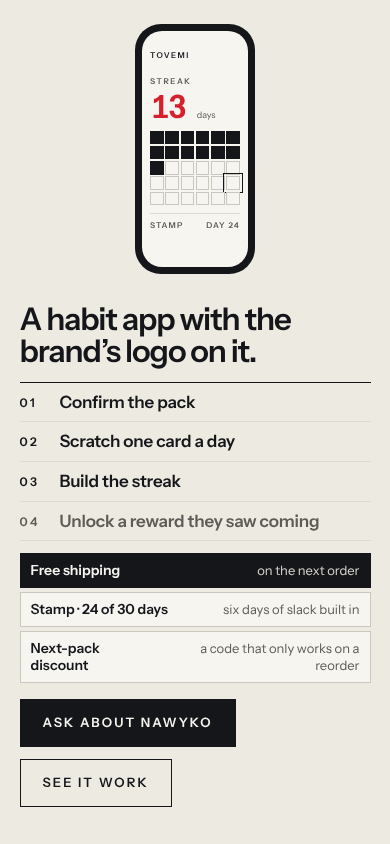 TOVEMI
STREAK
13 days
STAMP DAY 24
A habit app with the
brand's logo on it.
01 Confirm the pack
02 Scratch one card a day
03 Build the streak
04 Unlock a reward they saw coming
Free shipping on the next order
Stamp · 24 of 30 days six days of slack built in
Next-pack
discount
a code that only works on a
reorder
ASK ABOUT NAWYKO
SEE IT WORK